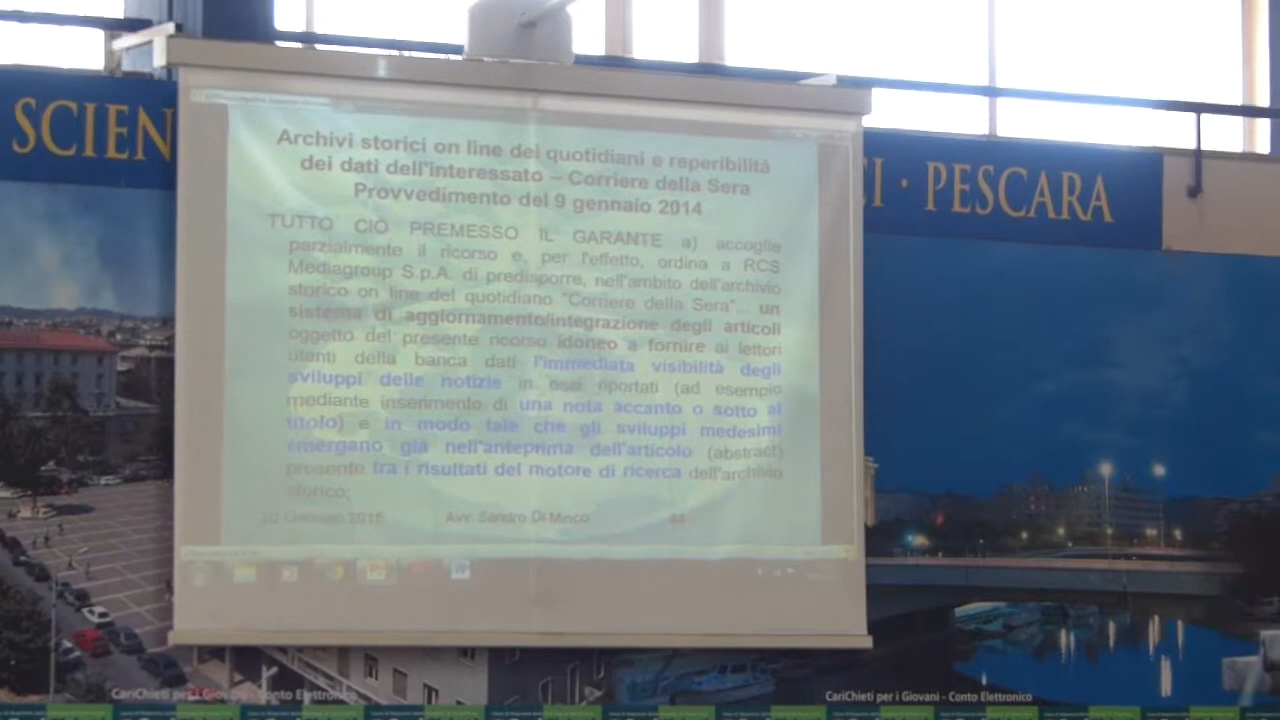 SCIEN
CI · PESCARA
Archivi storici on line dei quotidiani e reperibilità
dei dati dell'interessato – Corriere della Sera
Provvedimento del 9 gennaio 2014
TUTTO CIO PREMESSO IL GARANTE a) accoglie
parzialmente il ricorso e, per l'effetto, ordina a RCS
Mediagroup S.p.A. di predisporre, nell'ambito dell'archivio
storico on line del quotidiano "Corriere della Sera"... un
sistema di aggiornamento/integrazione degli articoli
oggetto del presente ricorso idoneo a fornire ai lettori
utenti della banca dati l'immediata visibilità degli
sviluppi delle notizie in essi riportati (ad esempio
mediante inserimento di una nota accanto o sotto al
titolo) e in modo tale che gli sviluppi medesimi
emergano già nell'anteprima dell'articolo (abstract)
presente tra i risultati del motore di ricerca dell'archivio
storico;
Avv. Sandro Di Minco
CariChieti per i Giovani - Conto Elettronico
CariChieti per i Giovani - Conto Elettronico